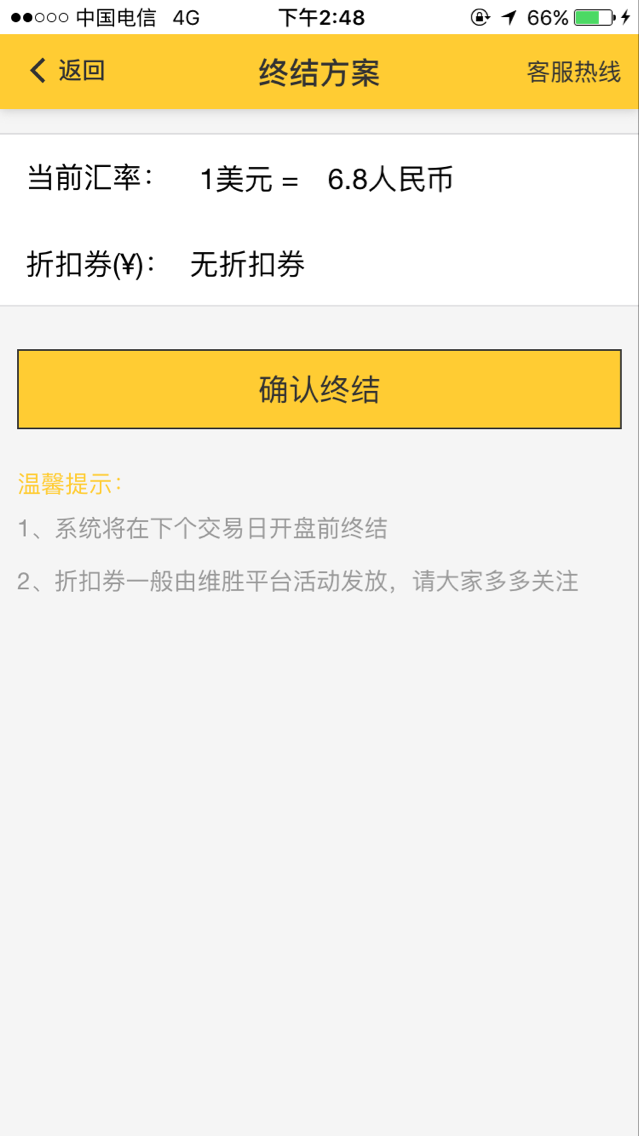 中国电信 4G 下午2:48 66%
返回 终结方案 客服热线
当前汇率： 1美元 = 6.8人民币
折扣券(¥)： 无折扣券
确认终结
温馨提示：
1、系统将在下个交易日开盘前终结
2、折扣券一般由维胜平台活动发放，请大家多多关注